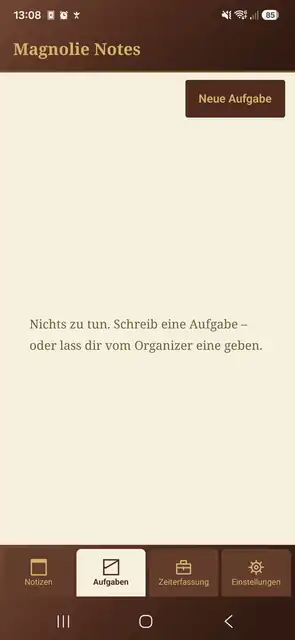 13:08
85
Magnolie Notes
Neue Aufgabe
Nichts zu tun. Schreib eine Aufgabe –
oder lass dir vom Organizer eine geben.
Notizen
Aufgaben
Zeiterfassung
Einstellungen